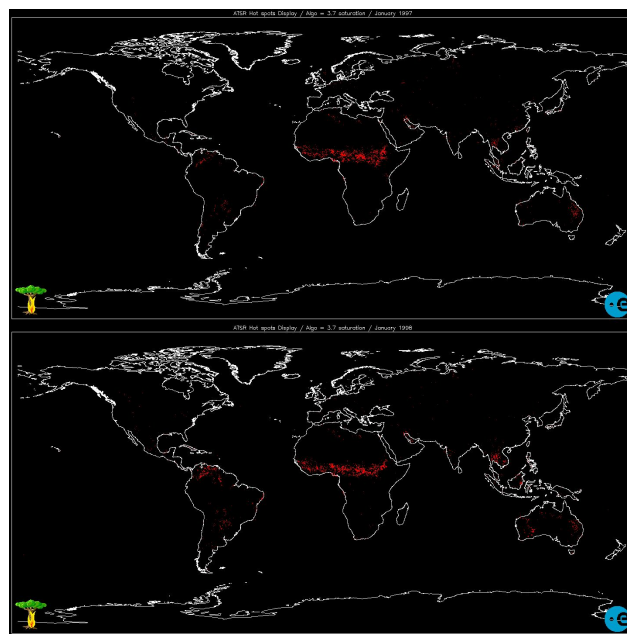 ATSR Hot spots Display / Algo = 3.7 saturation / January 1997
ATSR Hot spots Display / Algo = 3.7 saturation / January 1998